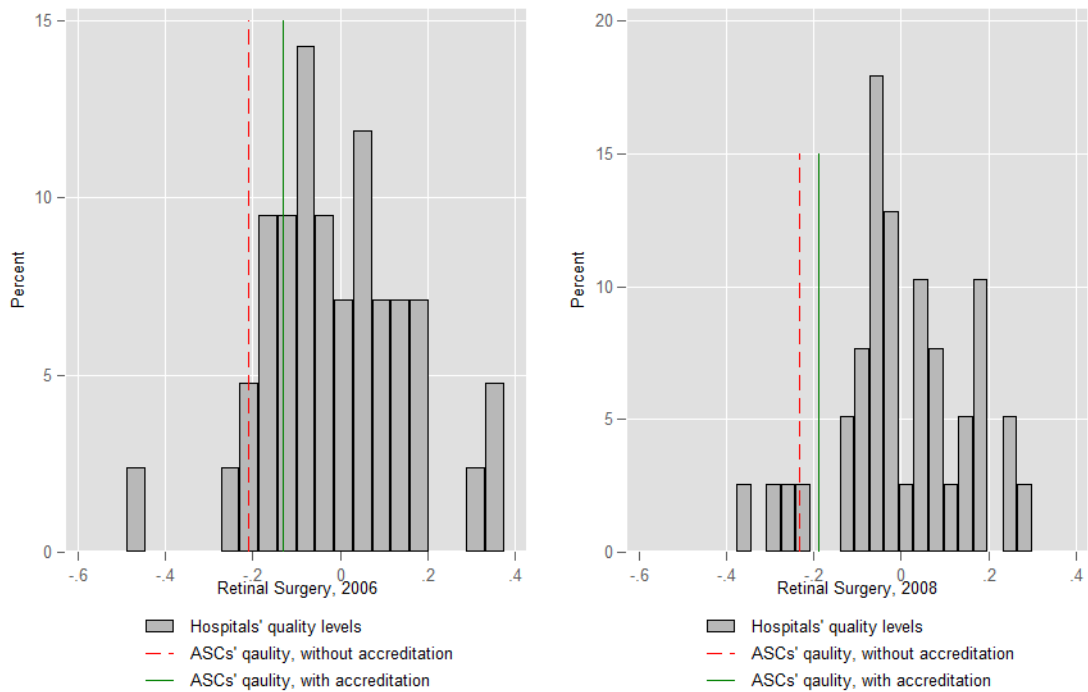 15
10
5
0
Percent
-.6
-.4
-.2
0
.2
.4
Retinal Surgery, 2006
Hospitals' quality levels
ASCs' qaulity, without accreditation
ASCs' qaulity, with accreditation
20
15
10
5
0
Percent
-.6
-.4
-.2
0
.2
.4
Retinal Surgery, 2008
Hospitals' quality levels
ASCs' qaulity, without accreditation
ASCs' qaulity, with accreditation